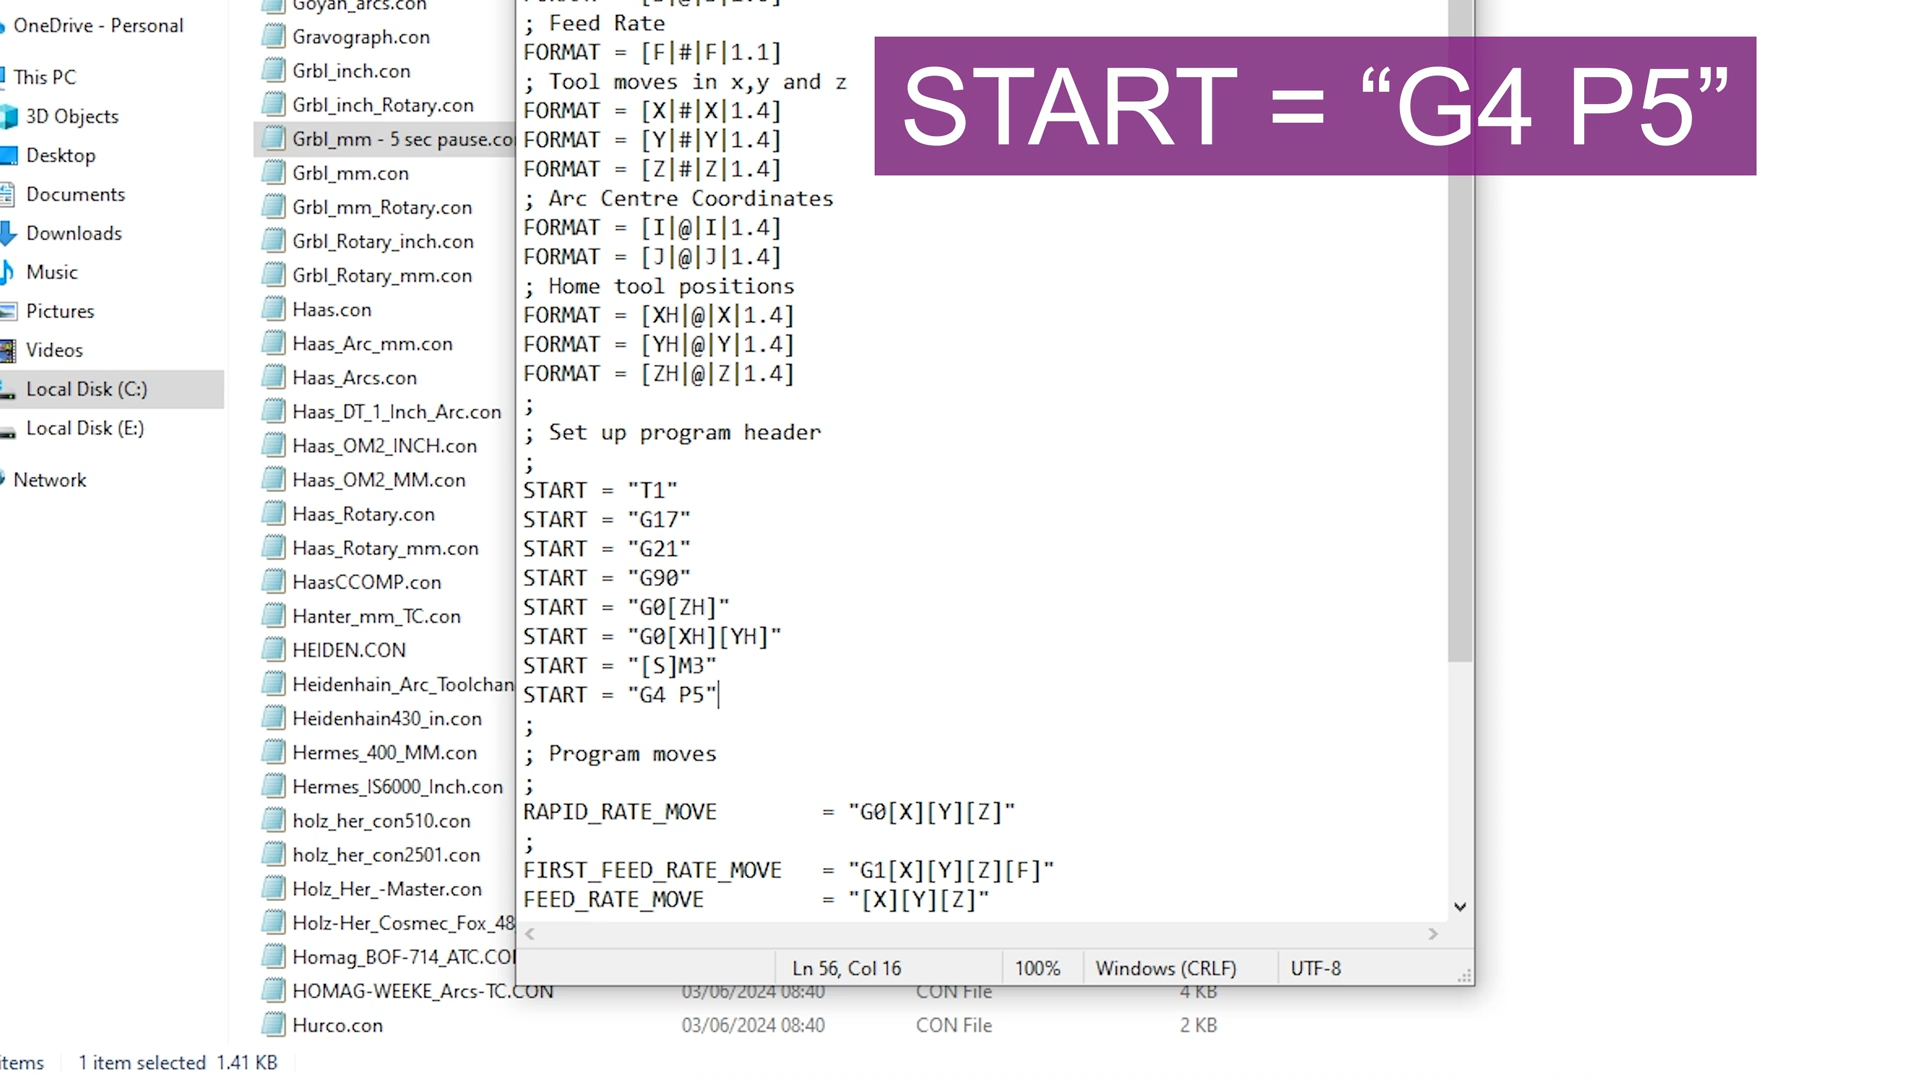 OneDrive - Personal
This PC
3D Objects
Desktop
Documents
Downloads
Music
Pictures
Videos
Local Disk (C:)
Local Disk (E:)
Network
Goyan_arcs.con
Gravograph.con
Grbl_inch.con
Grbl_inch_Rotary.con
Grbl_mm - 5 sec pause.co
Grbl_mm.con
Grbl_mm_Rotary.con
Grbl_Rotary_inch.con
Grbl_Rotary_mm.con
Haas.con
Haas_Arc_mm.con
Haas_Arcs.con
Haas_DT_1_Inch_Arc.con
Haas_OM2_INCH.con
Haas_OM2_MM.con
Haas_Rotary.con
Haas_Rotary_mm.con
HaasCCOMP.con
Hanter_mm_TC.con
HEIDEN.CON
Heidenhain_Arc_Toolchan
Heidenhain430_in.con
Hermes_400_MM.con
Hermes_IS6000_Inch.con
holz_her_con510.con
holz_her_con2501.con
Holz_Her_-Master.con
Holz-Her_Cosmec_Fox_48
Homag_BOF-714_ATC.CO
HOMAG-WEEKE_Arcs-TC.CON 03/06/2024 08:40 CON File 4 KB
Hurco.con 03/06/2024 08:40 CON File 2 KB
; Feed Rate
FORMAT = [F|#|F|1.1]
; Tool moves in x,y and z
FORMAT = [X|#|X|1.4]
FORMAT = [Y|#|Y|1.4]
FORMAT = [Z|#|Z|1.4]
; Arc Centre Coordinates
FORMAT = [I|@|I|1.4]
FORMAT = [J|@|J|1.4]
; Home tool positions
FORMAT = [XH|@|X|1.4]
FORMAT = [YH|@|Y|1.4]
FORMAT = [ZH|@|Z|1.4]
;
; Set up program header
;
START = "T1"
START = "G17"
START = "G21"
START = "G90"
START = "G0[ZH]"
START = "G0[XH][YH]"
START = "[S]M3"
START = "G4 P5"
;
; Program moves
;
RAPID_RATE_MOVE = "G0[X][Y][Z]"
;
FIRST_FEED_RATE_MOVE = "G1[X][Y][Z][F]"
FEED_RATE_MOVE = "[X][Y][Z]"
Ln 56, Col 16 100% Windows (CRLF) UTF-8
START = “G4 P5”
items 1 item selected 1.41 KB